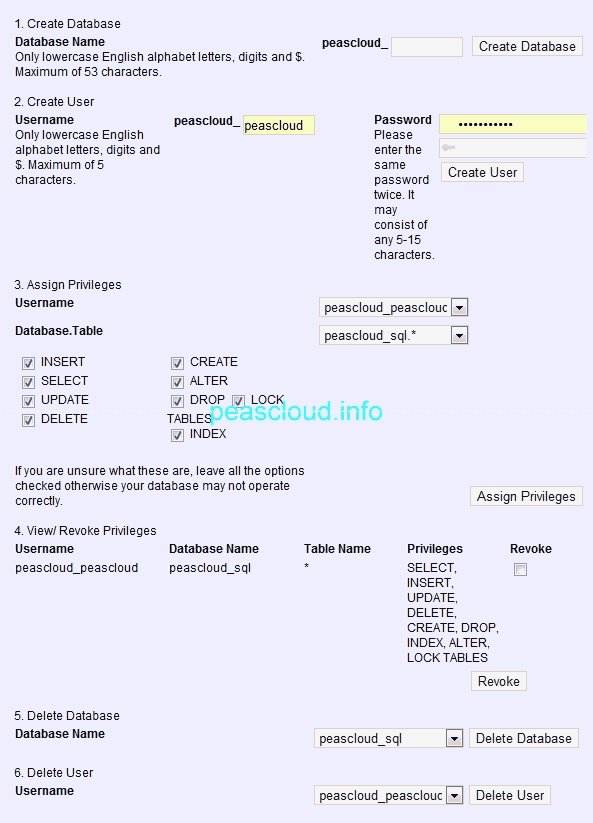 1. Create Database
Database Name
Only lowercase English alphabet letters, digits and $.
Maximum of 53 characters.
peascloud_
Create Database
2. Create User
Username
Only lowercase English
alphabet letters, digits and
$. Maximum of 5
characters.
peascloud_
peascloud
Password
Please
enter the
same
password
twice. It
may
consist of
any 5-15
characters.
•••••••••••
Create User
3. Assign Privileges
Username
peascloud_peascloud
Database.Table
peascloud_sql.*
INSERT
CREATE
SELECT
ALTER
UPDATE
DROP
LOCK
DELETE
TABLES
INDEX
peascloud.info
If you are unsure what these are, leave all the options
checked otherwise your database may not operate
correctly.
Assign Privileges
4. View/ Revoke Privileges
Username Database Name Table Name Privileges Revoke
peascloud_peascloud peascloud_sql * SELECT,
INSERT,
UPDATE,
DELETE,
CREATE, DROP,
INDEX, ALTER,
LOCK TABLES
Revoke
5. Delete Database
Database Name
peascloud_sql
Delete Database
6. Delete User
Username
peascloud_peascloud
Delete User